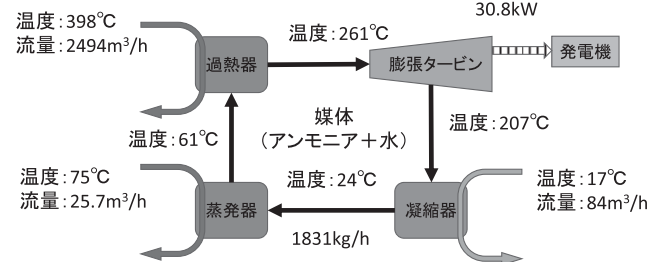 30.8kW
温度:398℃
流量:2494m³/h
過熱器
温度:261℃
膨張タービン
発電機
温度:61℃
媒体
(アンモニア+水)
温度:207℃
温度:75℃
流量:25.7m³/h
蒸発器
温度:24℃
1831kg/h
凝縮器
温度:17℃
流量:84m³/h